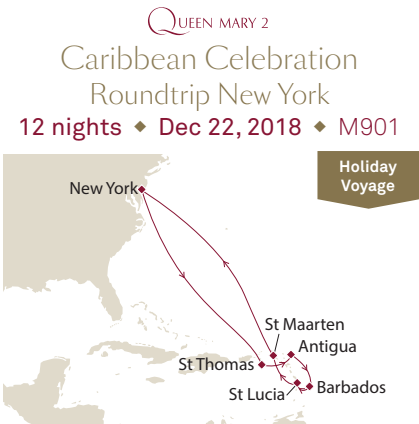 QUEEN MARY 2
Caribbean Celebration
Roundtrip New York
12 nights ◆ Dec 22, 2018 ◆ M901
Holiday
Voyage
New York
St Maarten
Antigua
St Thomas
St Lucia
Barbados